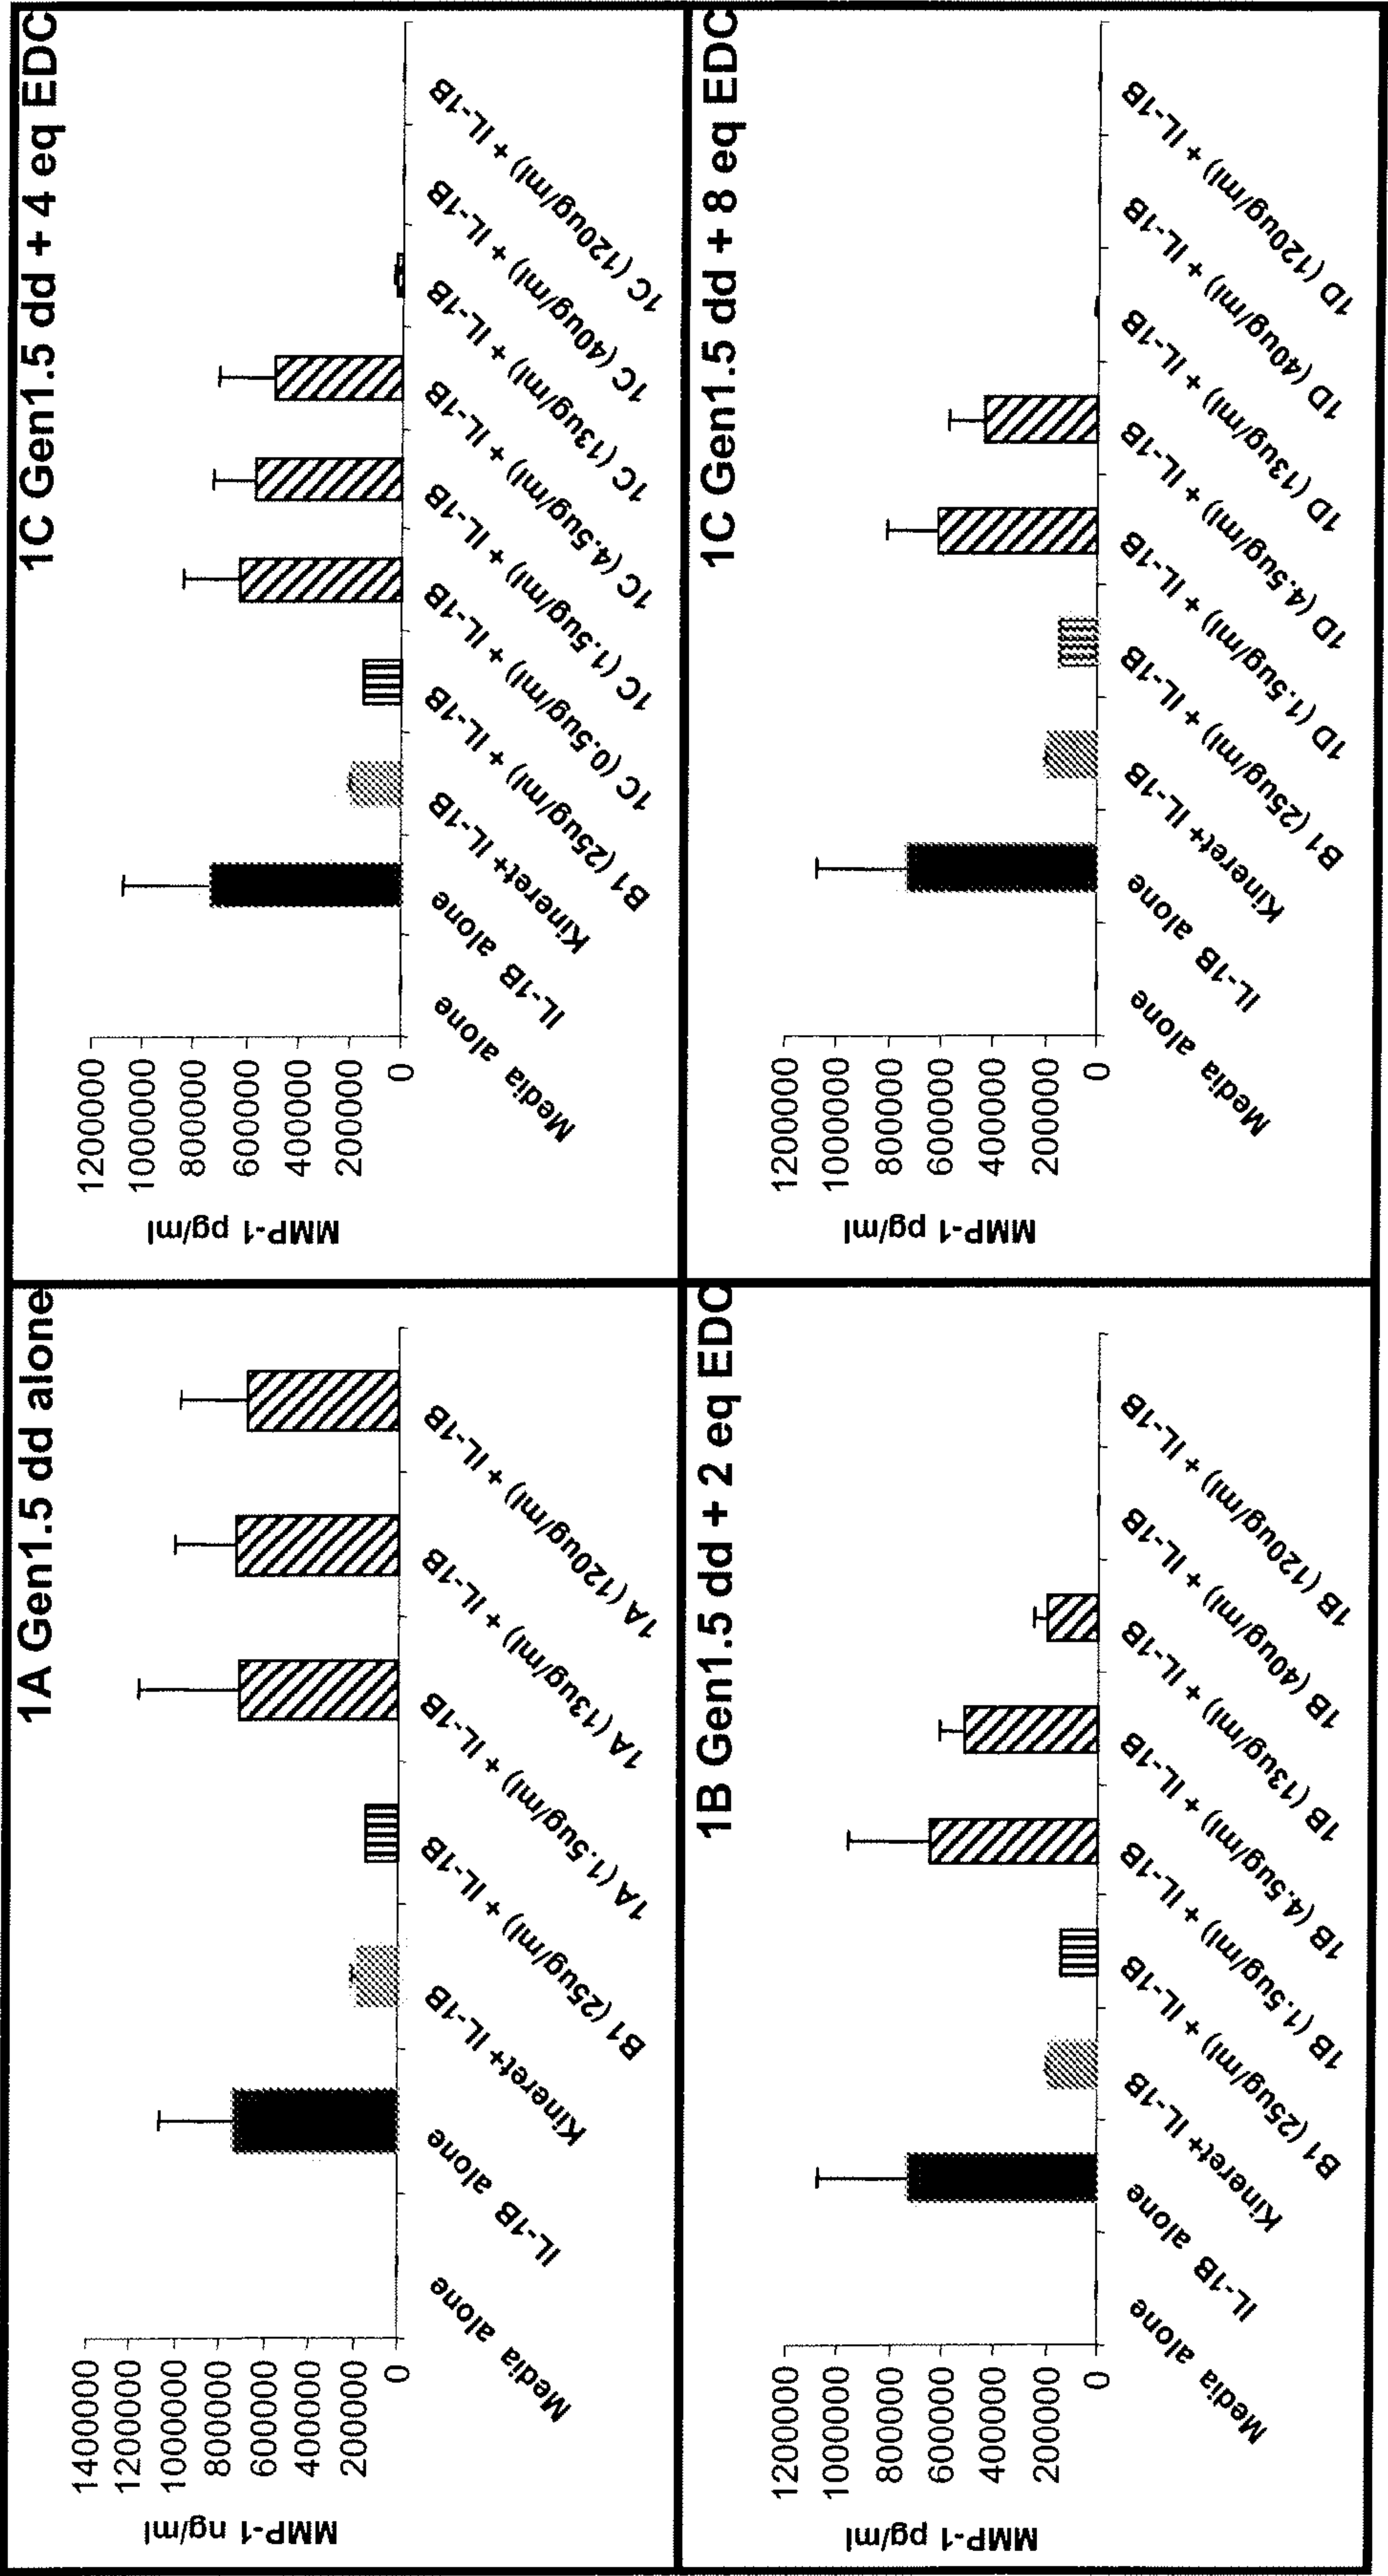 1A Gen1.5 dd alone
MMP-1 ng/ml
1400000
1200000
1000000
800000
600000
400000
200000
0
Media alone
IL-1B alone
Kineret+ IL-1B
B1 (25ug/ml) + IL-1B
1A (1.5ug/ml) + IL-1B
1A (13ug/ml) + IL-1B
1A (120ug/ml) + IL-1B
1C Gen1.5 dd + 4 eq EDC
MMP-1 pg/ml
1200000
1000000
800000
600000
400000
200000
0
Media alone
IL-1B alone
Kineret+ IL-1B
B1 (25ug/ml) + IL-1B
1C (0.5ug/ml) + IL-1B
1C (1.5ug/ml) + IL-1B
1C (4.5ug/ml) + IL-1B
1C (13ug/ml) + IL-1B
1C (40ug/ml) + IL-1B
1C (120ug/ml) + IL-1B
1B Gen1.5 dd + 2 eq EDC
MMP-1 pg/ml
1200000
1000000
800000
600000
400000
200000
0
Media alone
IL-1B alone
Kineret+ IL-1B
B1 (25ug/ml) + IL-1B
1B (1.5ug/ml) + IL-1B
1B (4.5ug/ml) + IL-1B
1B (13ug/ml) + IL-1B
1B (40ug/ml) + IL-1B
1B (120ug/ml) + IL-1B
1C Gen1.5 dd + 8 eq EDC
MMP-1 pg/ml
1200000
1000000
800000
600000
400000
200000
0
Media alone
IL-1B alone
Kineret+ IL-1B
B1 (25ug/ml) + IL-1B
1D (1.5ug/ml) + IL-1B
1D (4.5ug/ml) + IL-1B
1D (13ug/ml) + IL-1B
1D (40ug/ml) + IL-1B
1D (120ug/ml) + IL-1B